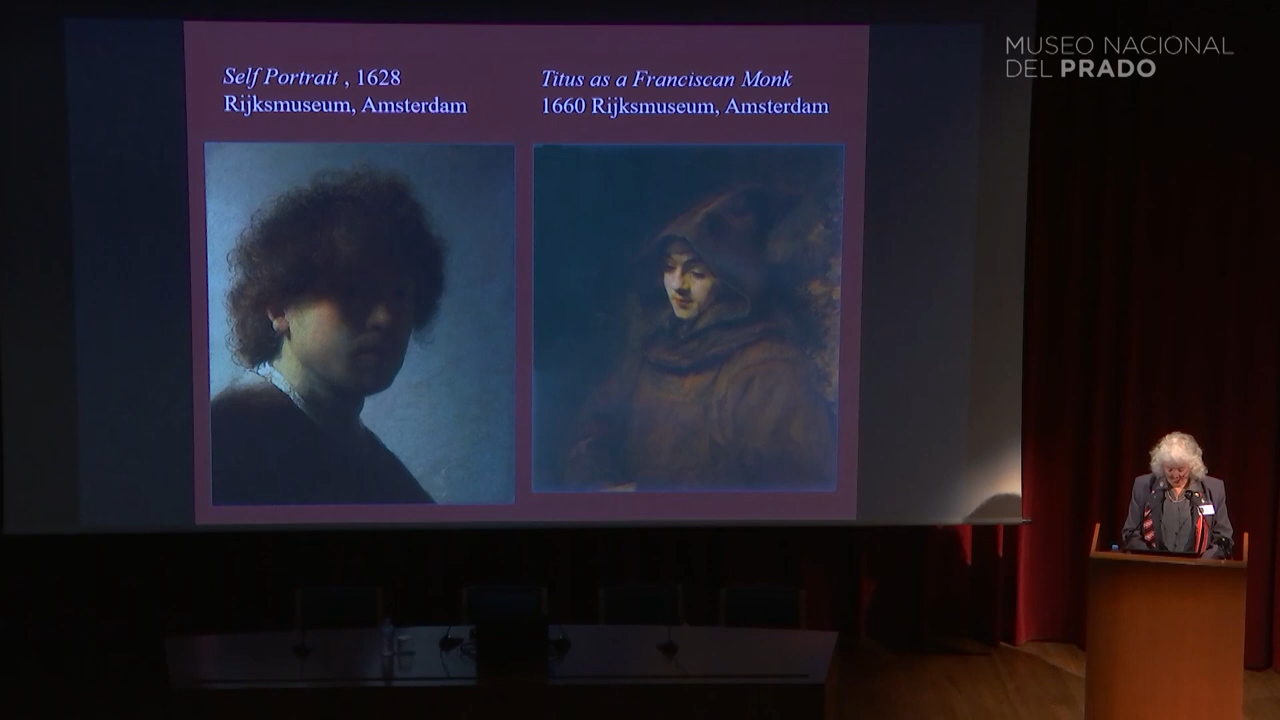 Self Portrait , 1628
Rijksmuseum, Amsterdam
Titus as a Franciscan Monk
1660 Rijksmuseum, Amsterdam
MUSEO NACIONAL
DEL PRADO